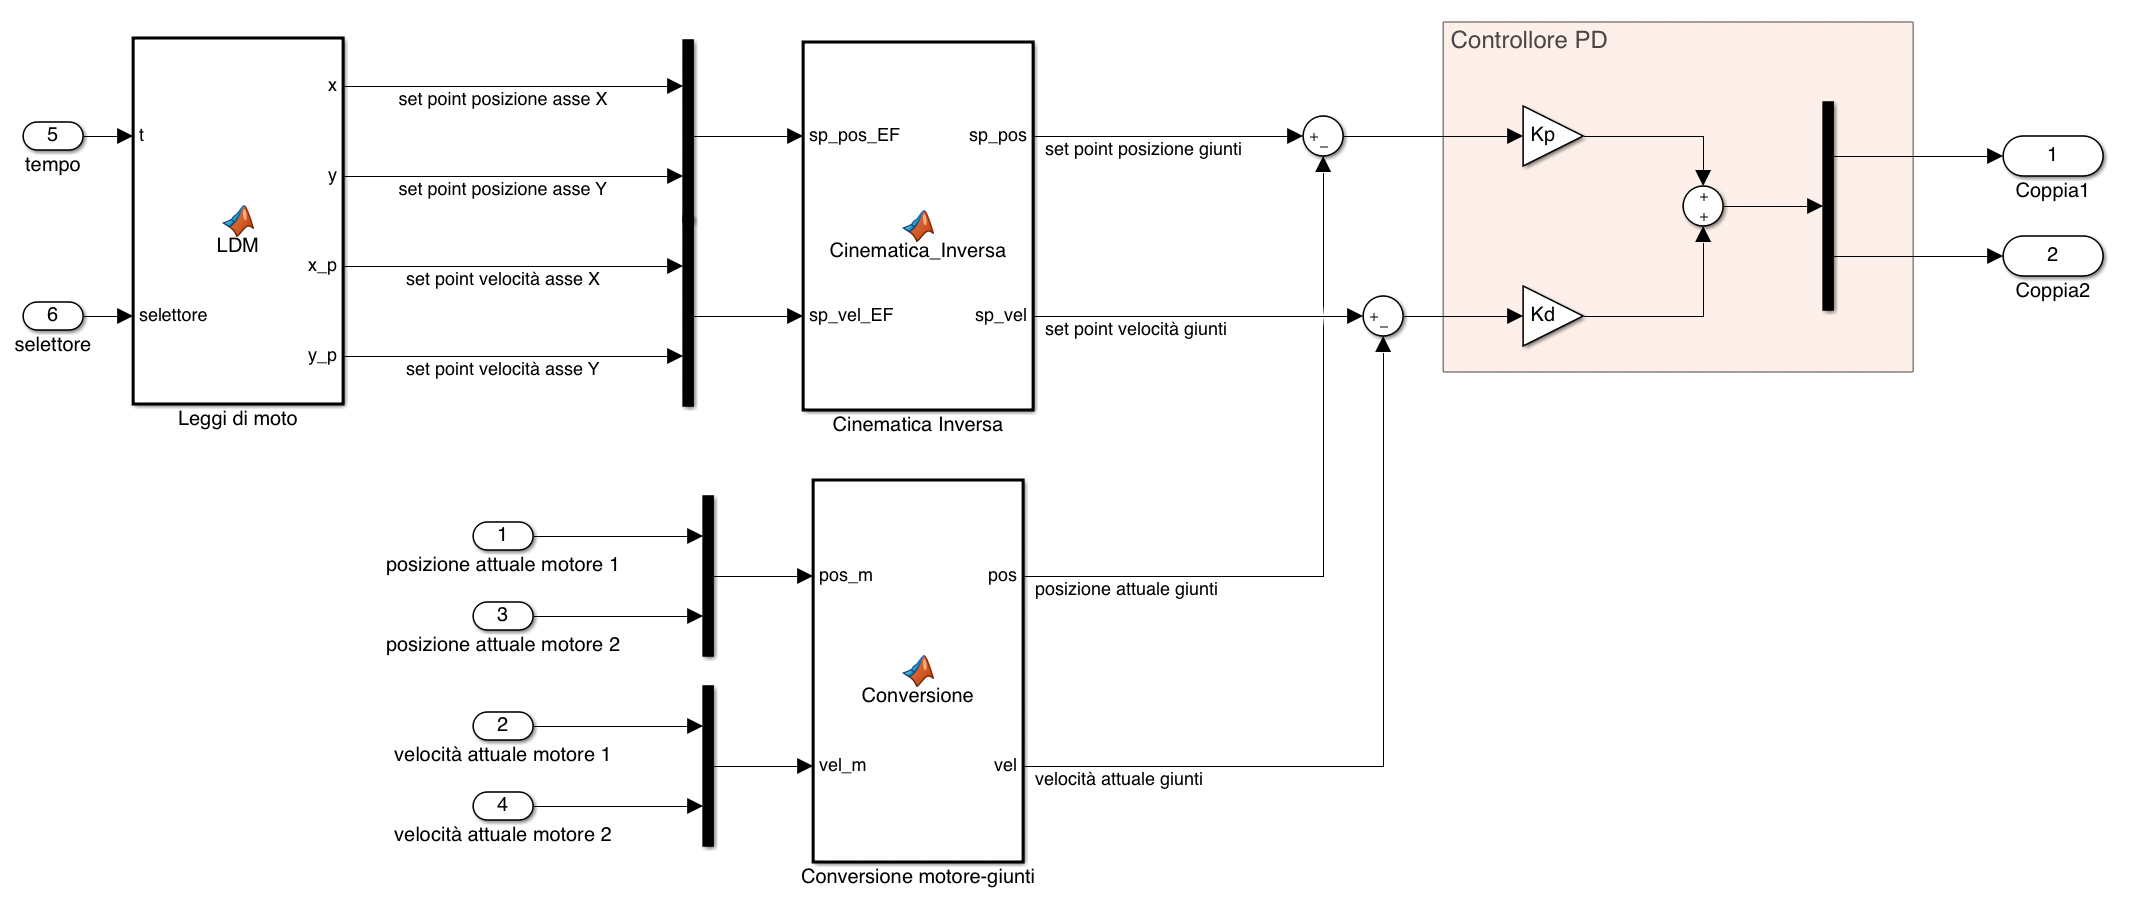 5
tempo
6
selettore
t
selettore
x
y
x_p
y_p
LDM
Leggi di moto
set point posizione asse X
set point posizione asse Y
set point velocità asse X
set point velocità asse Y
sp_pos_EF
sp_vel_EF
sp_pos
sp_vel
Cinematica_Inversa
Cinematica Inversa
set point posizione giunti
set point velocità giunti
+
_
+
_
Controllore PD
Kp
Kd
+
+
1
Coppia1
2
Coppia2
1
posizione attuale motore 1
3
posizione attuale motore 2
2
velocità attuale motore 1
4
velocità attuale motore 2
pos_m
vel_m
pos
vel
Conversione
Conversione motore-giunti
posizione attuale giunti
velocità attuale giunti